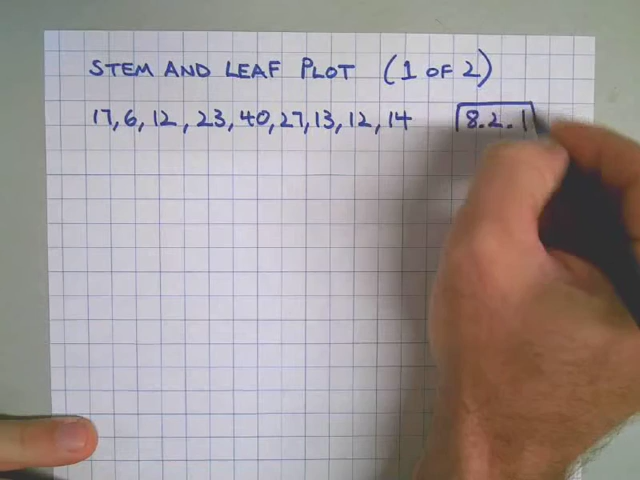 STEM AND LEAF PLOT (1 OF 2)
17, 6, 12, 23, 40, 27, 13, 12, 14 8.2.1